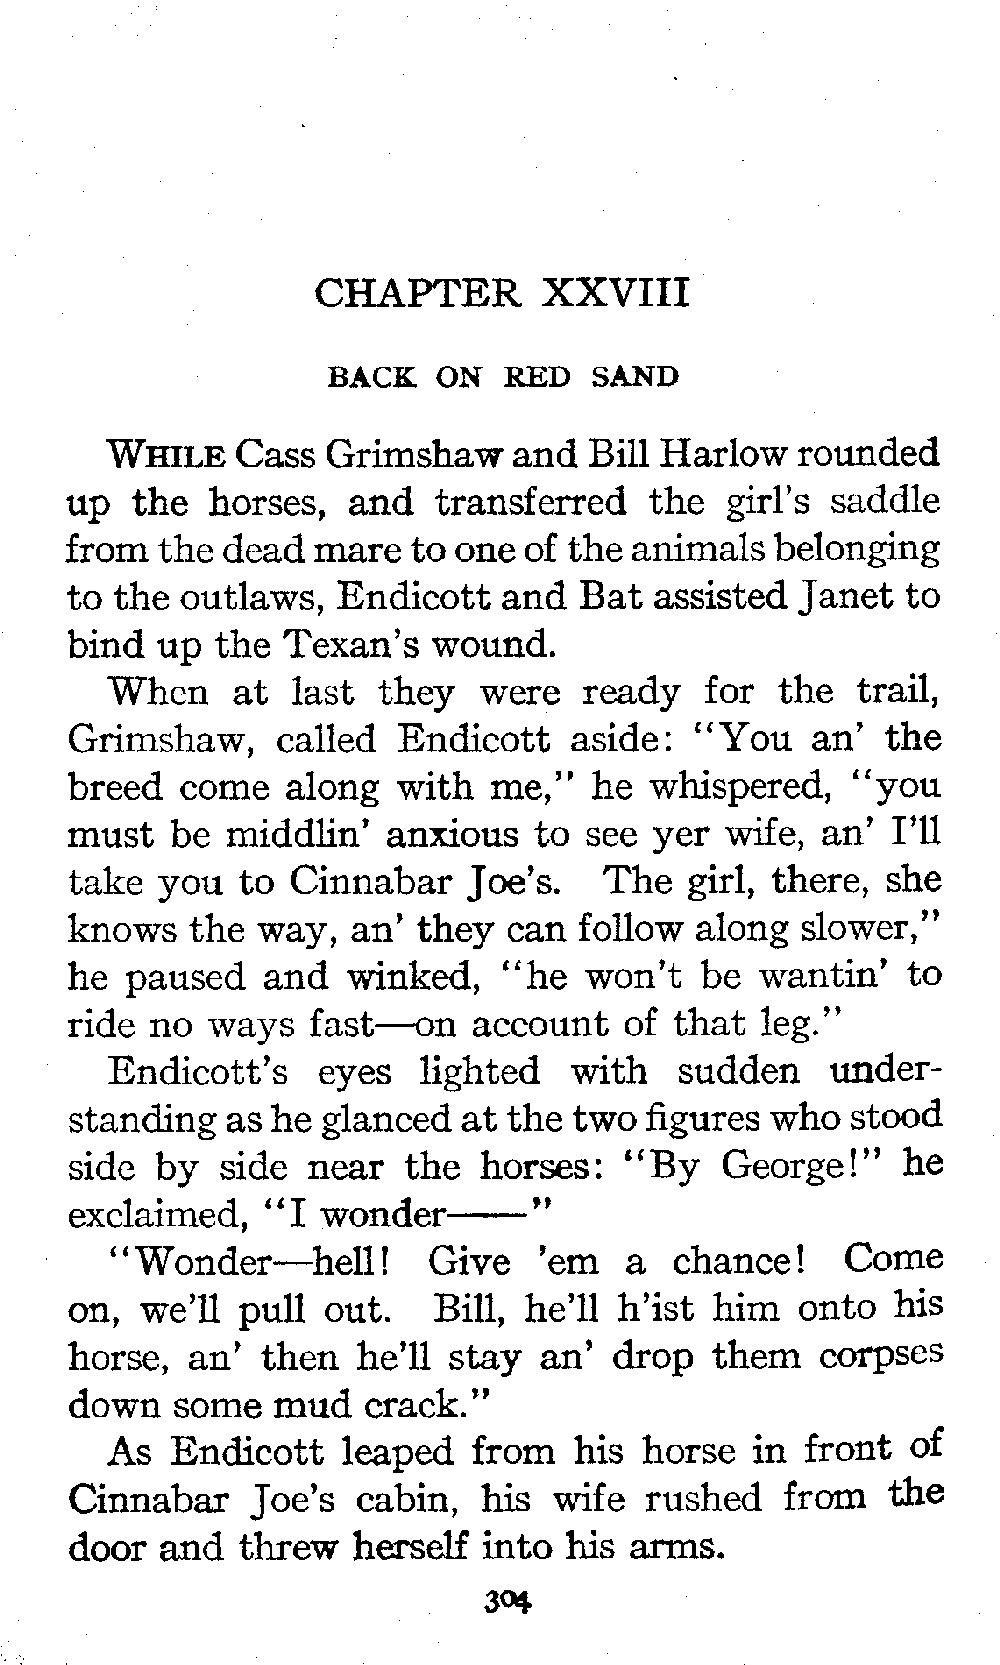 CHAPTER XXVIII
BACK ON RED SAND
WHILE Cass Grimshaw and Bill Harlow rounded
up the horses, and transferred the girl's saddle
from the dead mare to one of the animals belonging
to the outlaws, Endicott and Bat assisted Janet to
bind up the Texan's wound.
When at last they were ready for the trail,
Grimshaw, called Endicott aside: "You an' the
breed come along with me," he whispered, "you
must be middlin' anxious to see yer wife, an' I'll
take you to Cinnabar Joe's. The girl, there, she
knows the way, an' they can follow along slower,"
he paused and winked, "he won't be wantin' to
ride no ways fast—on account of that leg."
Endicott's eyes lighted with sudden under-
standing as he glanced at the two figures who stood
side by side near the horses: "By George!" he
exclaimed, "I wonder——"
"Wonder—hell! Give 'em a chance! Come
on, we'll pull out. Bill, he'll h'ist him onto his
horse, an' then he'll stay an' drop them corpses
down some mud crack."
As Endicott leaped from his horse in front of
Cinnabar Joe's cabin, his wife rushed from the
door and threw herself into his arms.
304